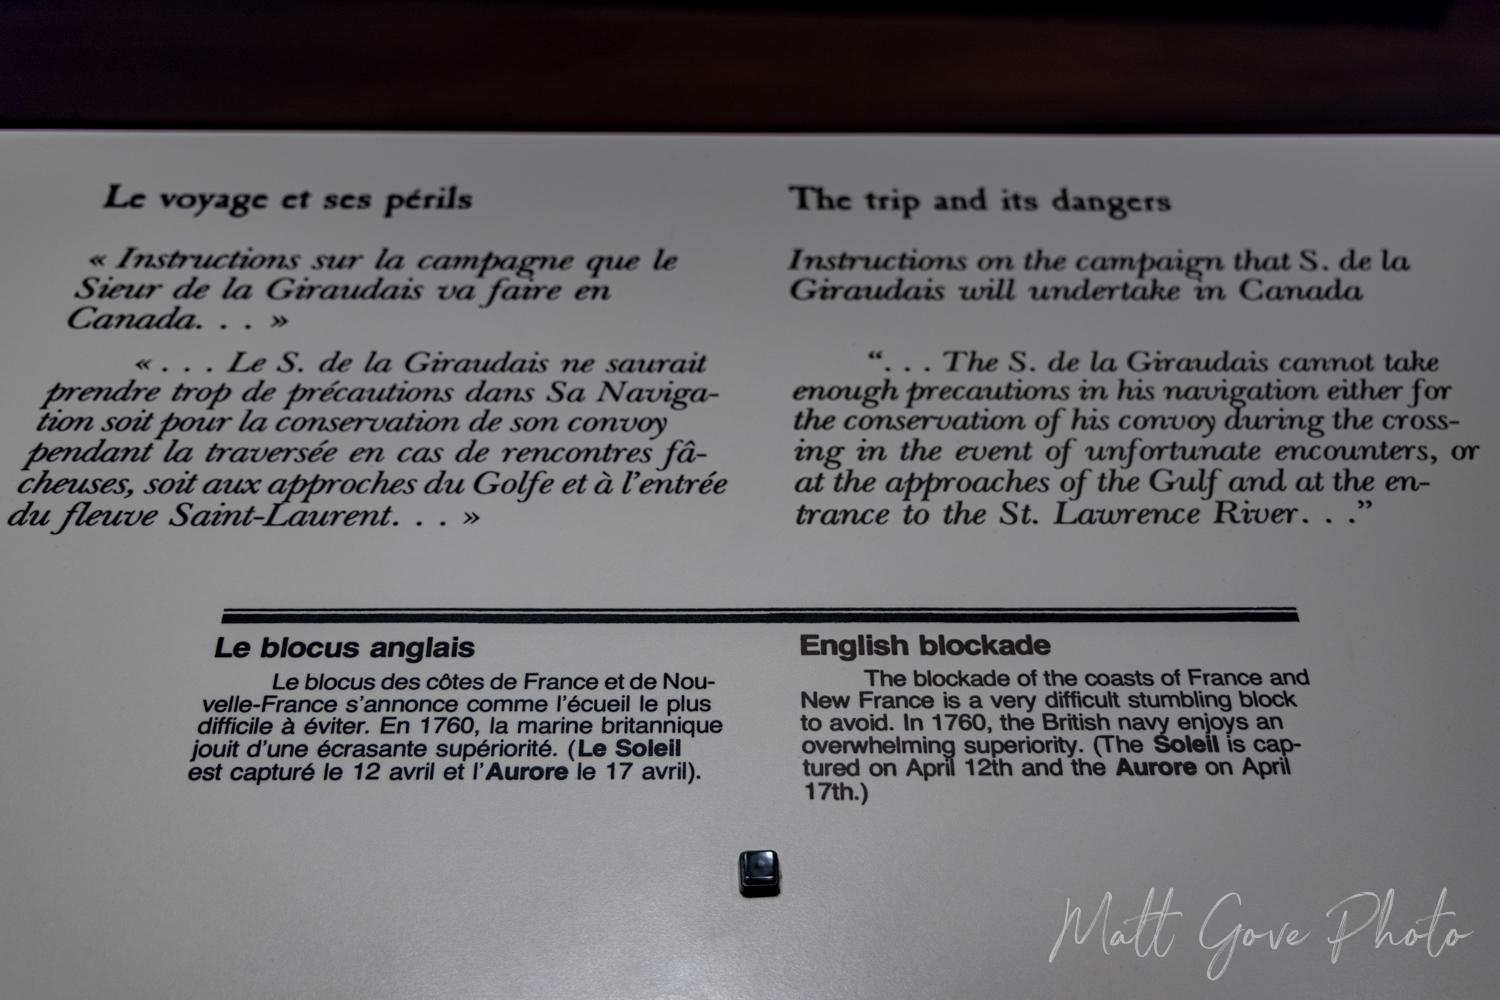 Le voyage et ses périls
« Instructions sur la campagne que le
Sieur de la Giraudais va faire en
Canada. . . »
« . . . Le S. de la Giraudais ne saurait
prendre trop de précautions dans Sa Naviga-
tion soit pour la conservation de son convoy
pendant la traversée en cas de rencontres fâ-
cheuses, soit aux approches du Golfe et à l'entrée
du fleuve Saint-Laurent. . . »
The trip and its dangers
Instructions on the campaign that S. de la
Giraudais will undertake in Canada
“. . . The S. de la Giraudais cannot take
enough precautions in his navigation either for
the conservation of his convoy during the cross-
ing in the event of unfortunate encounters, or
at the approaches of the Gulf and at the en-
trance to the St. Lawrence River. . .”
Le blocus anglais
Le blocus des côtes de France et de Nou-
velle-France s'annonce comme l'écueil le plus
difficile à éviter. En 1760, la marine britannique
jouit d'une écrasante supériorité. (Le Soleil
est capturé le 12 avril et l'Aurore le 17 avril).
English blockade
The blockade of the coasts of France and
New France is a very difficult stumbling block
to avoid. In 1760, the British navy enjoys an
overwhelming superiority. (The Soleil is cap-
tured on April 12th and the Aurore on April
17th.)
Matt Gove Photo